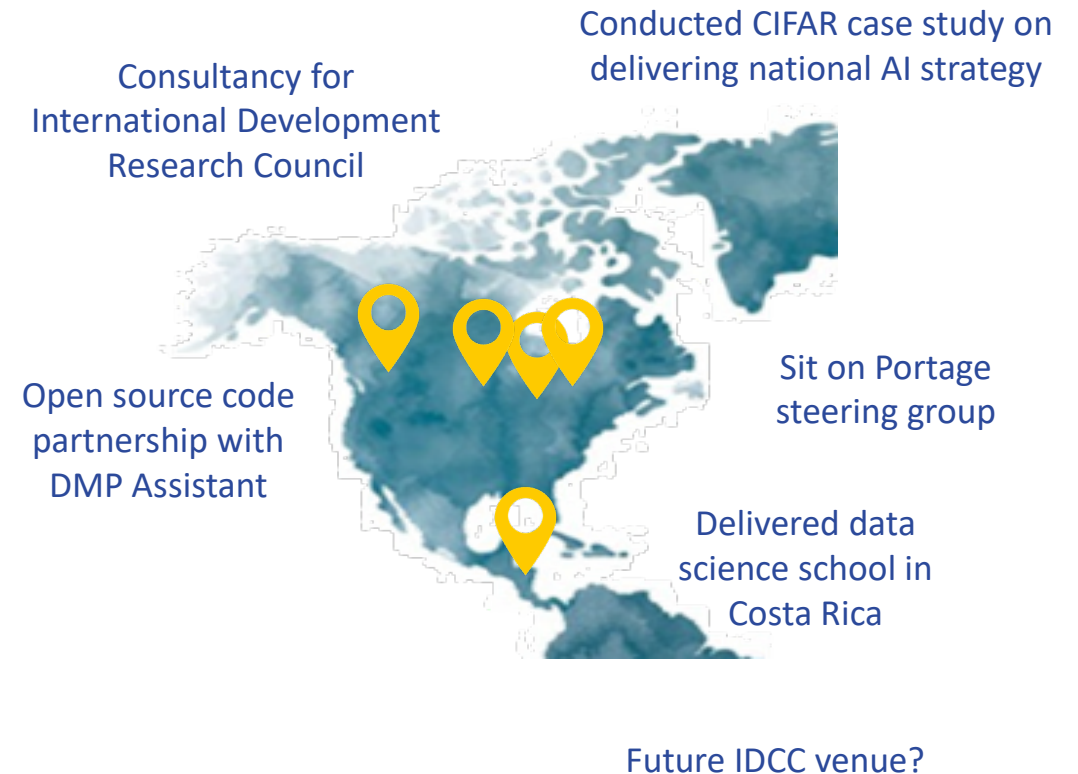 Conducted CIFAR case study on
delivering national AI strategy
Consultancy for
International Development
Research Council
Open source code
partnership with
DMP Assistant
Sit on Portage
steering group
Delivered data
science school in
Costa Rica
Future IDCC venue?